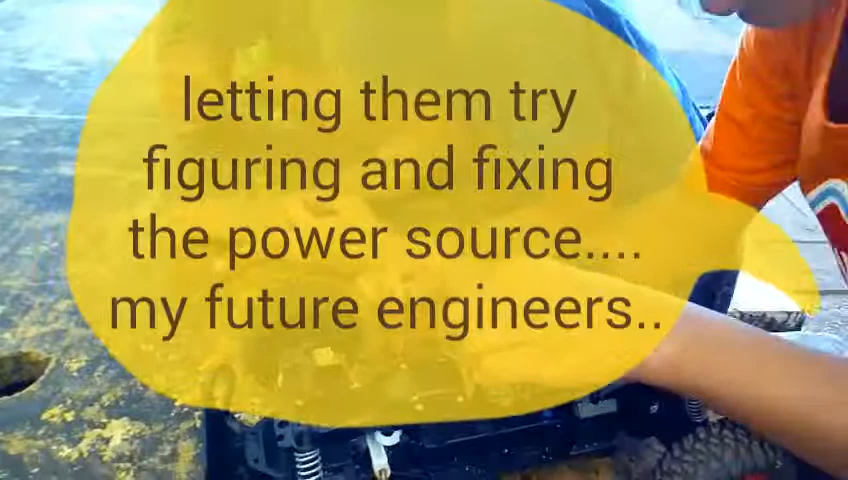 letting them try
figuring and fixing
the power source....
my future engineers..